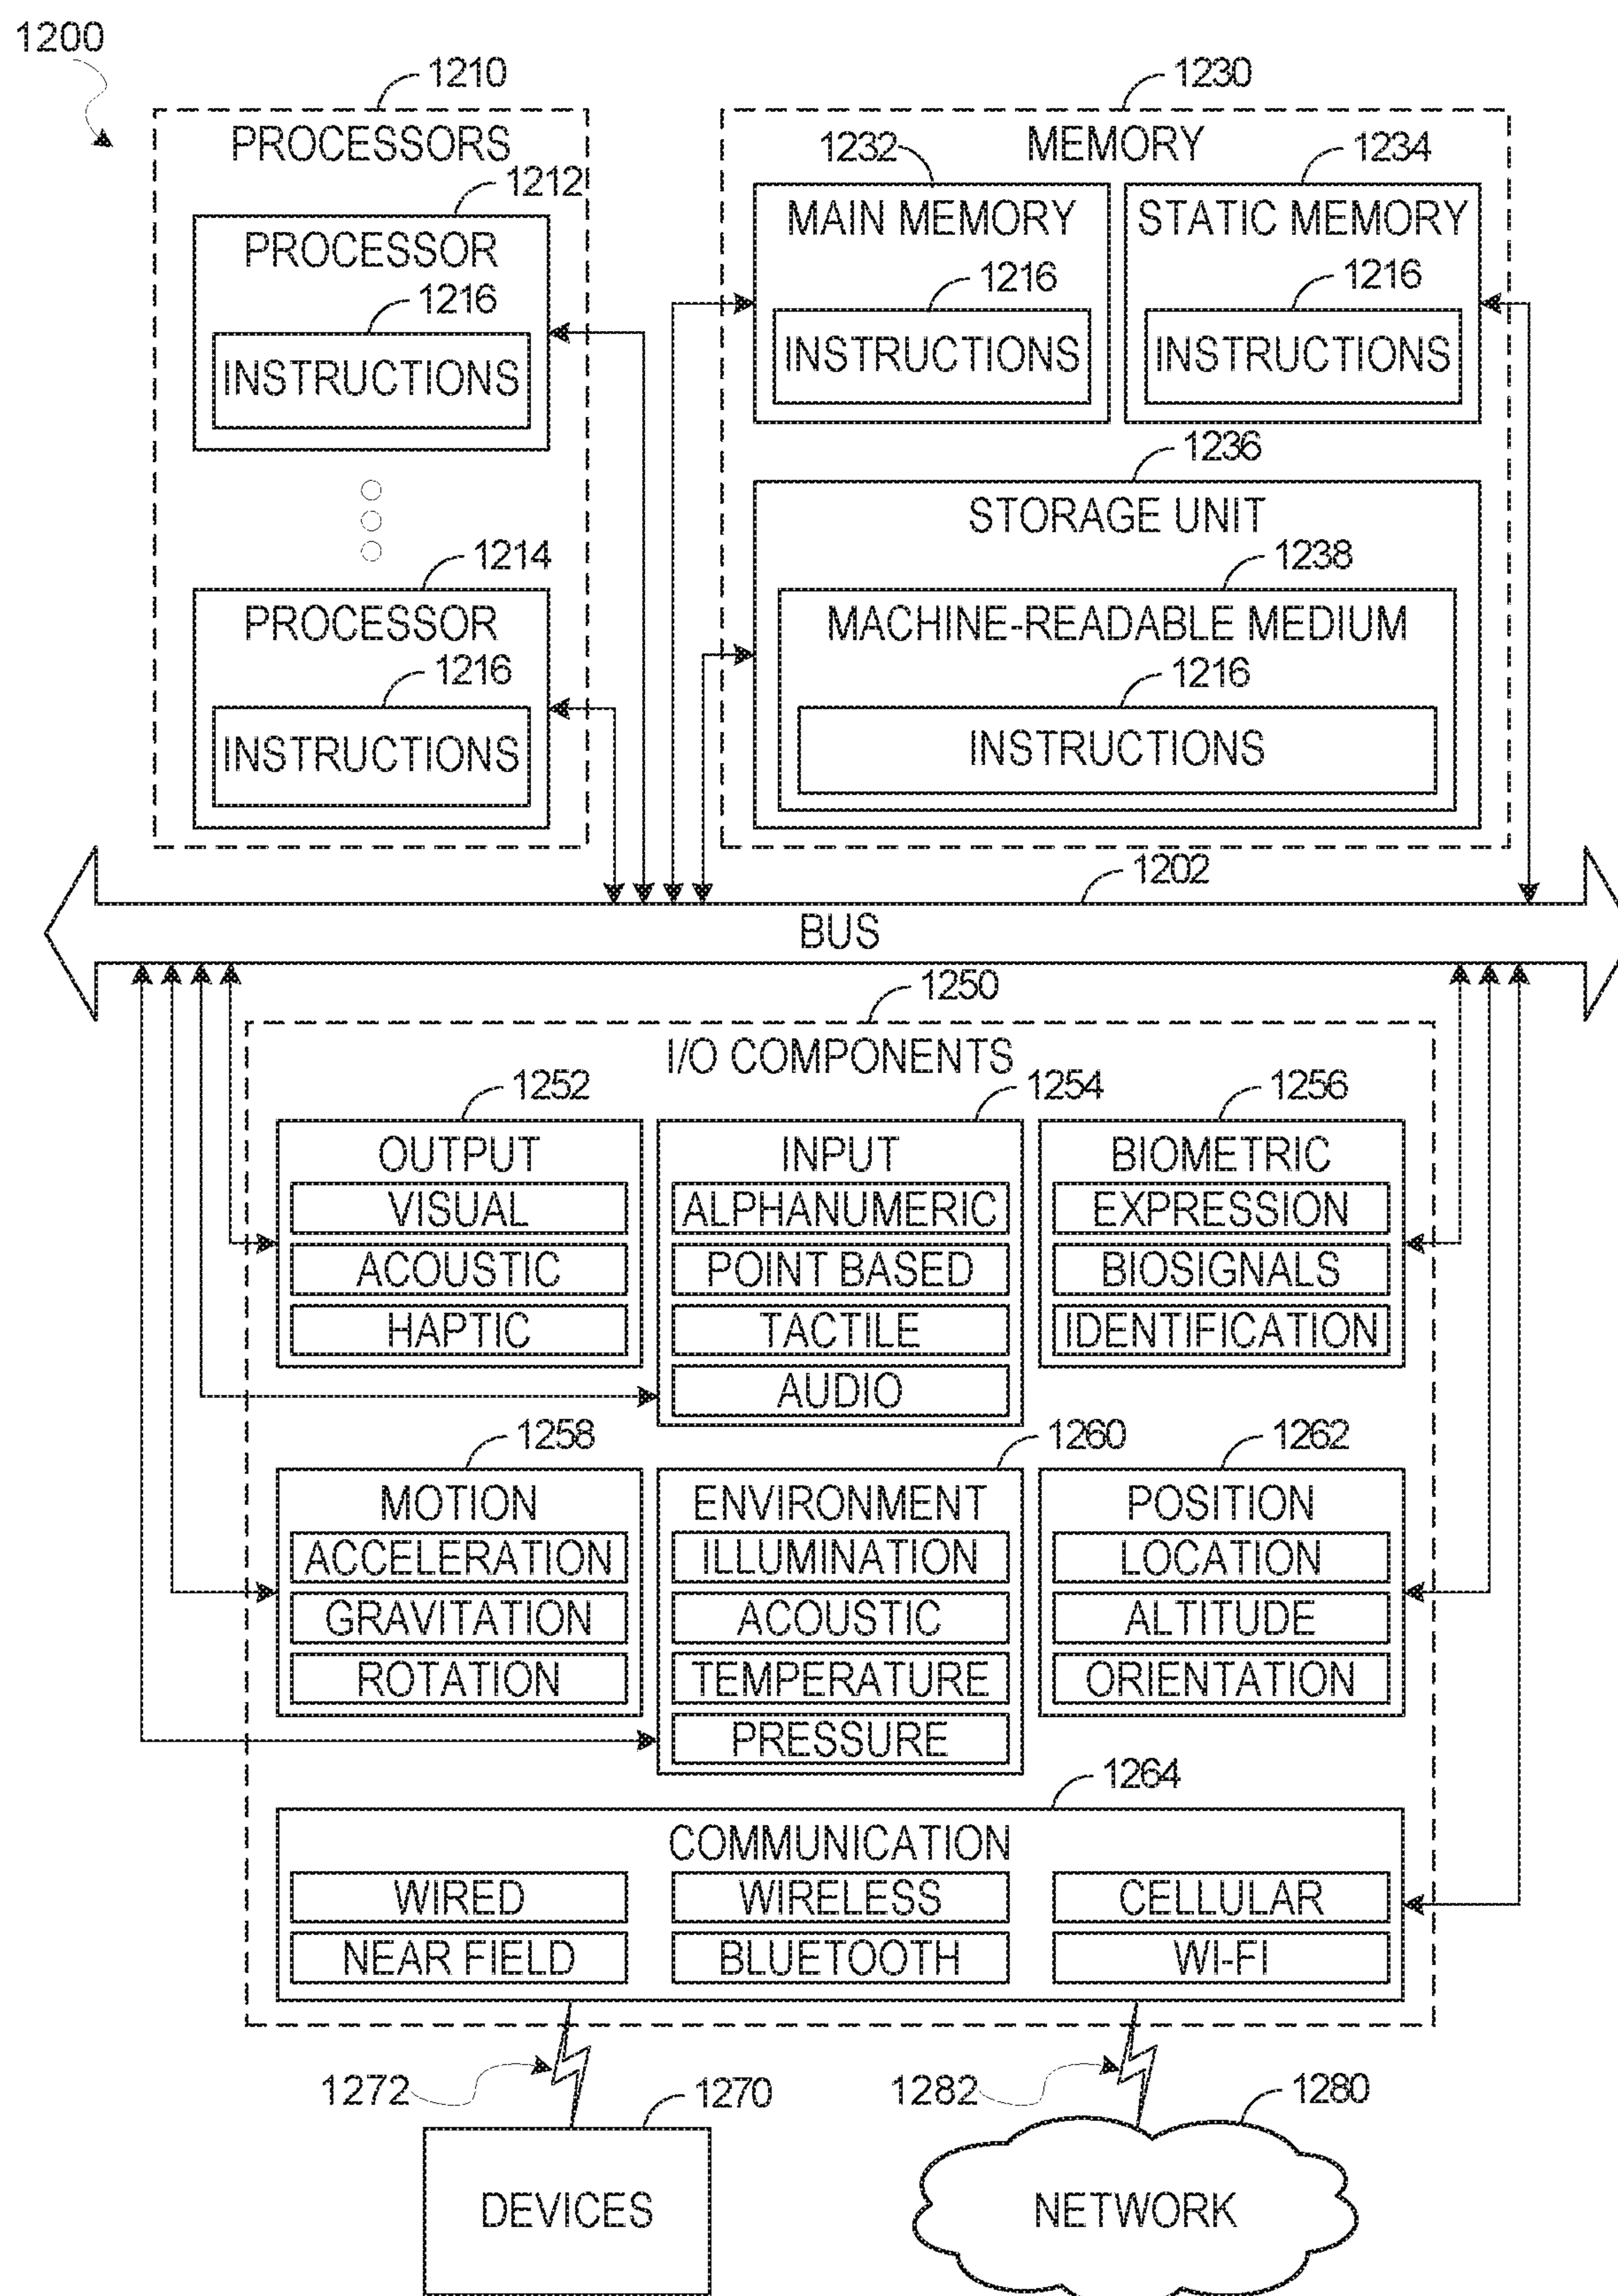 1200
1210
PROCESSORS
1212
PROCESSOR
1216
INSTRUCTIONS
1214
PROCESSOR
1216
INSTRUCTIONS
1230
MEMORY
1232
MAIN MEMORY
1216
INSTRUCTIONS
1234
STATIC MEMORY
1216
INSTRUCTIONS
1236
STORAGE UNIT
1238
MACHINE-READABLE MEDIUM
1216
INSTRUCTIONS
1202
BUS
1250
I/O COMPONENTS
1252
OUTPUT
VISUAL
ACOUSTIC
HAPTIC
1254
INPUT
ALPHANUMERIC
POINT BASED
TACTILE
AUDIO
1256
BIOMETRIC
EXPRESSION
BIOSIGNALS
IDENTIFICATION
1258
MOTION
ACCELERATION
GRAVITATION
ROTATION
1260
ENVIRONMENT
ILLUMINATION
ACOUSTIC
TEMPERATURE
PRESSURE
1262
POSITION
LOCATION
ALTITUDE
ORIENTATION
1264
COMMUNICATION
WIRED
WIRELESS
CELLULAR
NEAR FIELD
BLUETOOTH
WI-FI
1272
1270
DEVICES
1282
1280
NETWORK